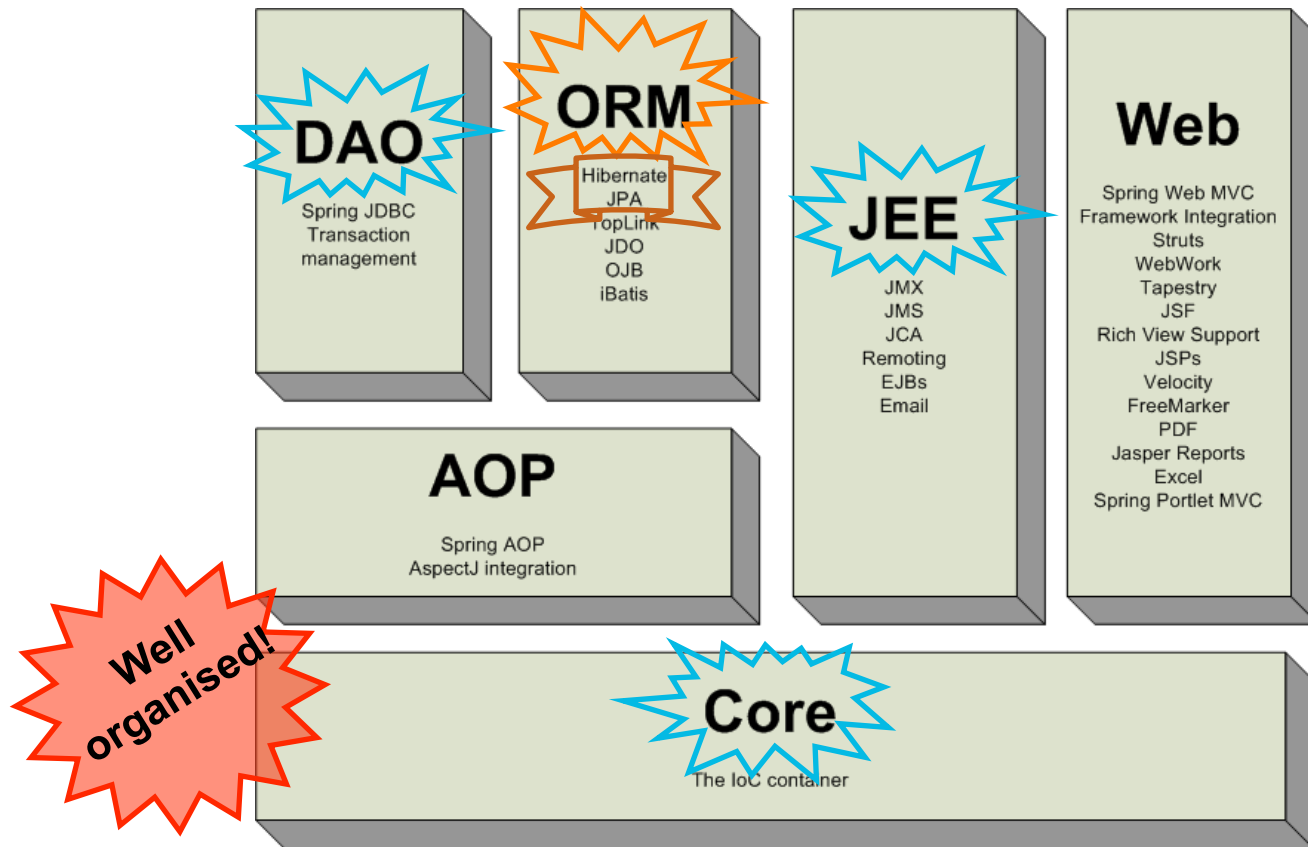 DAO
Spring JDBC
Transaction
management
ORM
Hibernate
JPA
TopLink
JDO
OJB
iBatis
JEE
JMX
JMS
JCA
Remoting
EJBs
Email
Web
Spring Web MVC
Framework Integration
Struts
WebWork
Tapestry
JSF
Rich View Support
JSPs
Velocity
FreeMarker
PDF
Jasper Reports
Excel
Spring Portlet MVC
AOP
Spring AOP
AspectJ integration
Well
organised!
Core
The IoC container